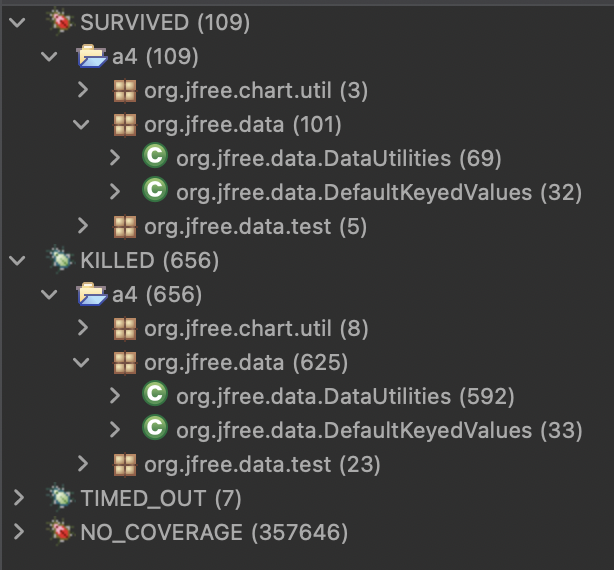 SURVIVED (109)
a4 (109)
org.jfree.chart.util (3)
org.jfree.data (101)
C org.jfree.data.DataUtilities (69)
C org.jfree.data.DefaultKeyedValues (32)
org.jfree.data.test (5)
KILLED (656)
a4 (656)
org.jfree.chart.util (8)
org.jfree.data (625)
C org.jfree.data.DataUtilities (592)
C org.jfree.data.DefaultKeyedValues (33)
org.jfree.data.test (23)
TIMED_OUT (7)
NO_COVERAGE (357646)